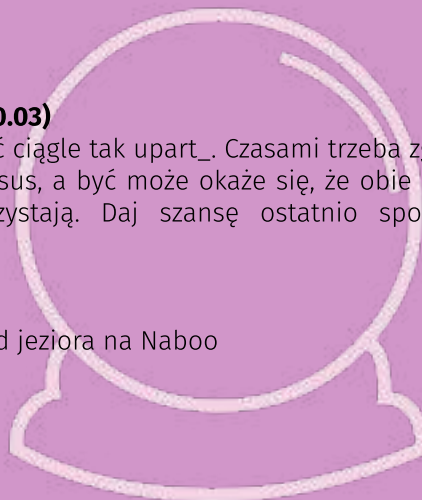 0.03)
ć ciągle tak upart_. Czasami trzeba z
sus, a być może okaże się, że obie
zystają. Daj szansę ostatnio spo
d jeziora na Naboo